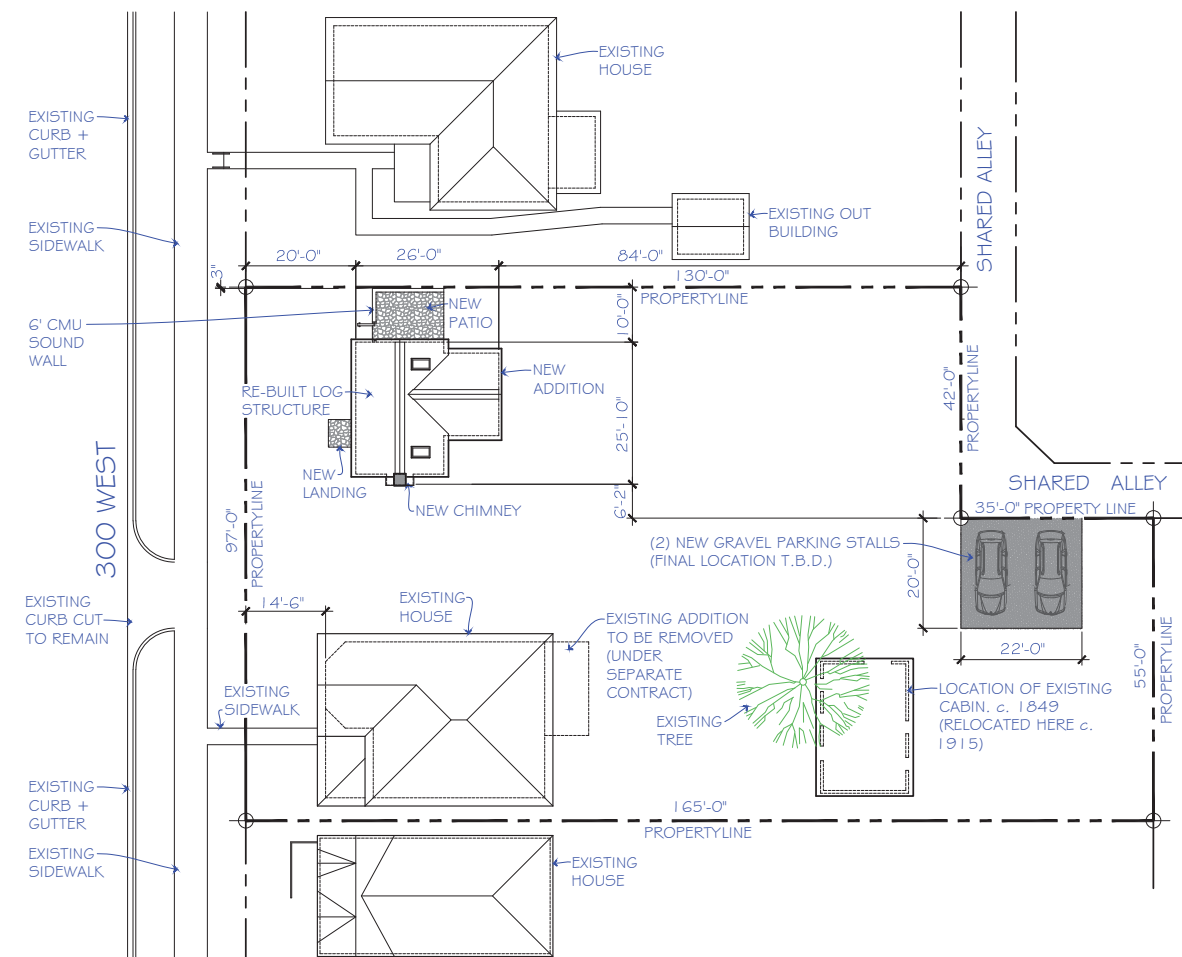 EXISTING
HOUSE
EXISTING
CURB +
GUTTER
SHARED ALLEY
EXISTING
SIDEWALK
EXISTING OUT
BUILDING
20'-0"
26'-0"
84'-0"
3"
130'-0"
PROPERTYLINE
NEW
PATIO
10'-0"
6' CMU
SOUND
WALL
NEW
ADDITION
RE-BUILT LOG
STRUCTURE
42'-0"
PROPERTYLINE
25'-10"
NEW
LANDING
NEW CHIMNEY
6'-2"
300 WEST
97'-0"
PROPERTYLINE
SHARED ALLEY
35'-0" PROPERTY LINE
(2) NEW GRAVEL PARKING STALLS
(FINAL LOCATION T.B.D.)
20'-0"
22'-0"
EXISTING
CURB CUT
TO REMAIN
14'-6"
EXISTING
HOUSE
EXISTING ADDITION
TO BE REMOVED
(UNDER
SEPARATE
CONTRACT)
55'-0"
PROPERTYLINE
EXISTING
SIDEWALK
EXISTING
TREE
LOCATION OF EXISTING
CABIN. c. 1849
(RELOCATED HERE c.
1915)
EXISTING
CURB +
GUTTER
165'-0"
PROPERTYLINE
EXISTING
SIDEWALK
EXISTING
HOUSE